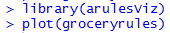 > library(arulesViz)
> plot(groceryrules)